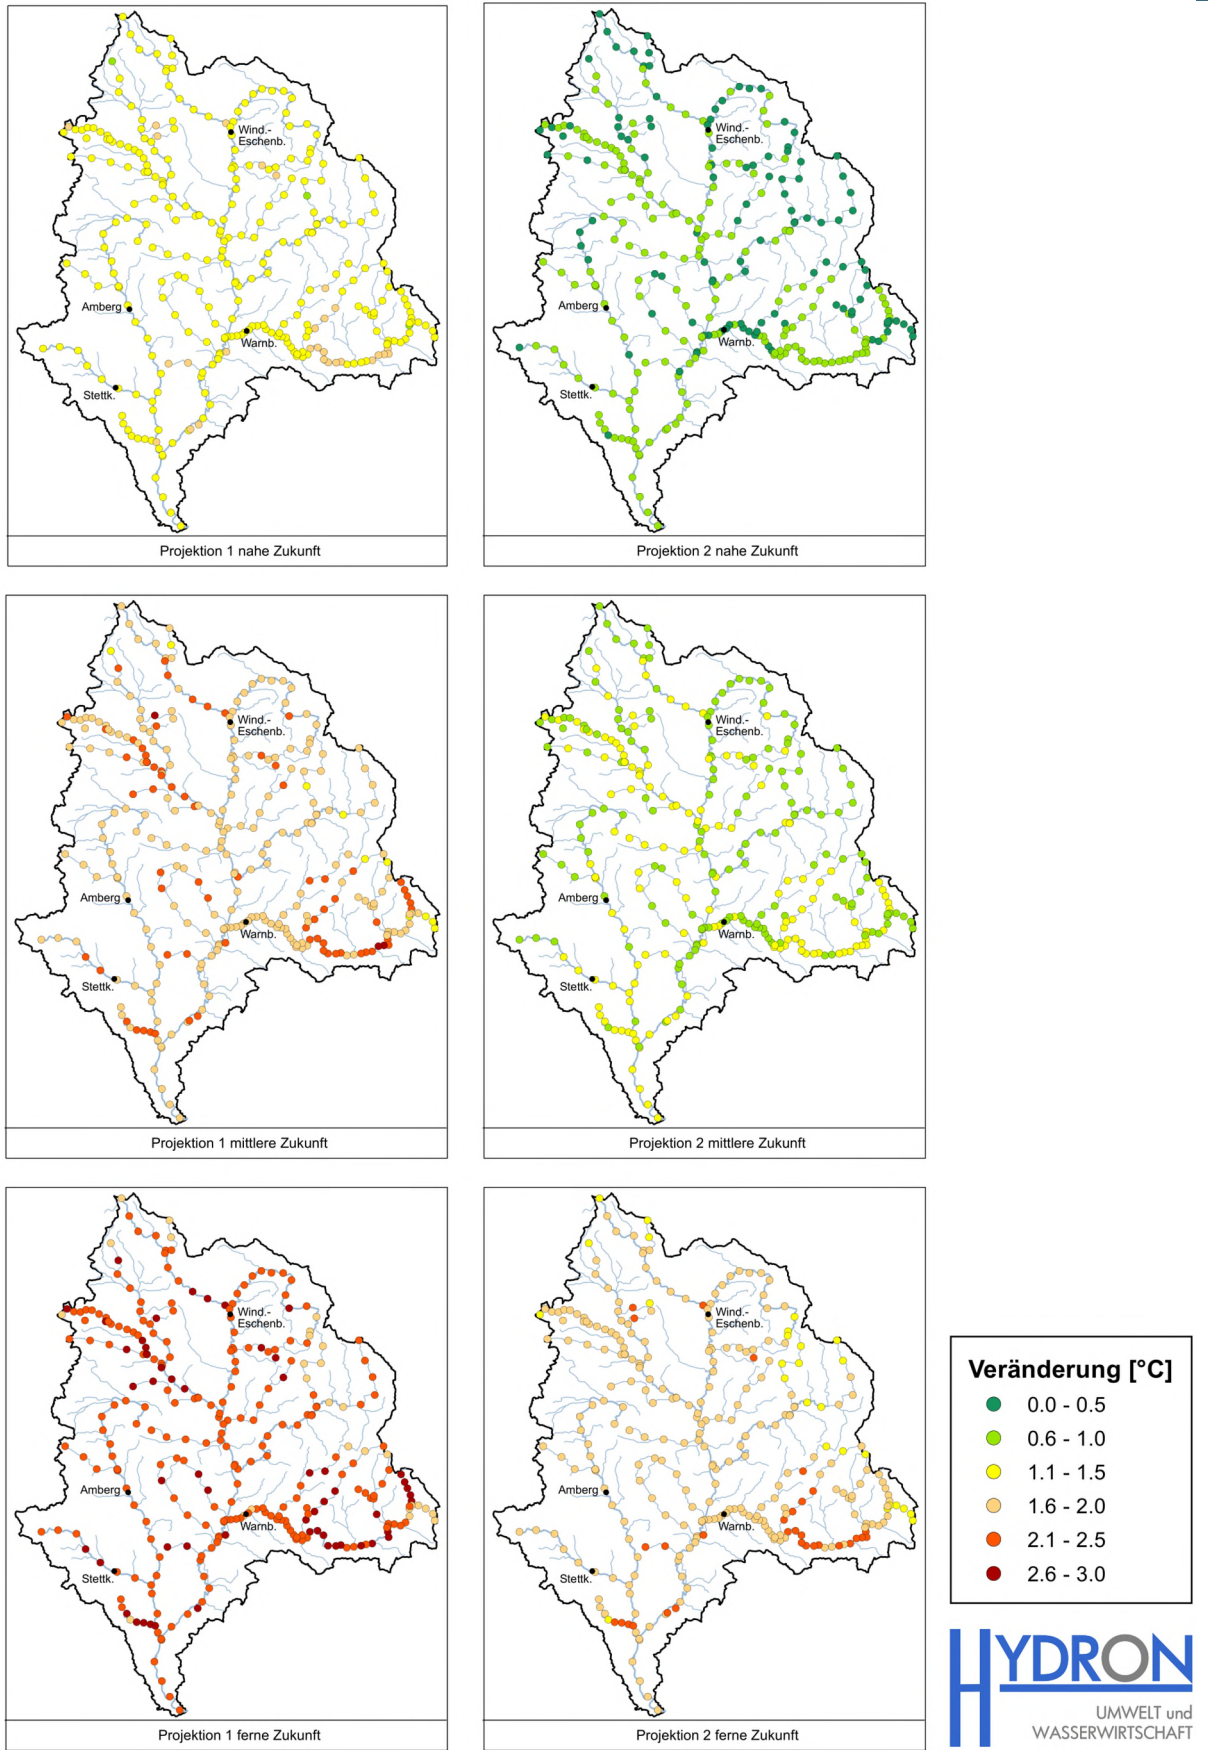 Wind.-
Eschenb.
Amberg
Warnb.
Stettk.
Projektion 1 nahe Zukunft
Wind.-
Eschenb.
Amberg
Warnb.
Stettk.
Projektion 2 nahe Zukunft
Wind.-
Eschenb.
Amberg
Warnb.
Stettk.
Projektion 1 mittlere Zukunft
Wind.-
Eschenb.
Amberg
Warnb.
Stettk.
Projektion 2 mittlere Zukunft
Wind.-
Eschenb.
Amberg
Warnb.
Stettk.
Projektion 1 ferne Zukunft
Wind.-
Eschenb.
Amberg
Warnb.
Stettk.
Projektion 2 ferne Zukunft
Veränderung [°C]
0.0 - 0.5
0.6 - 1.0
1.1 - 1.5
1.6 - 2.0
2.1 - 2.5
2.6 - 3.0
HYDRON
UMWELT und
WASSERWIRTSCHAFT